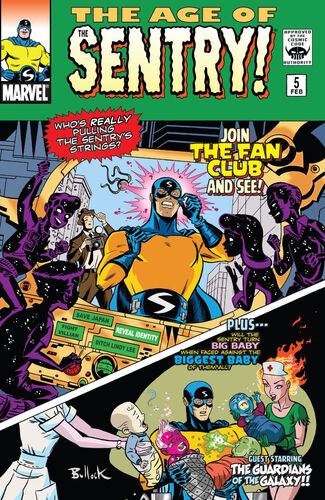 THE AGE OF
THE
SENTRY!
MARVEL
APPROVED
BY THE
COSMIC
CODE
AUTHORITY
5
FEB
WHO'S REALLY
PULLING
THE SENTRY'S
STRINGS?
JOIN
THE FAN
CLUB
AND SEE!
S
SAVE JAPAN
FIGHT
VILLIAN
REVEAL IDENTITY
DITCH LINDY LEE
PLUS---
WILL THE
SENTRY TURN
BIG BABY
WHEN FACED AGAINST THE
BIGGEST BABY
OF THEM ALL?
GUEST STARRING
THE GUARDIANS
OF THE GALAXY!!
BULLOCK